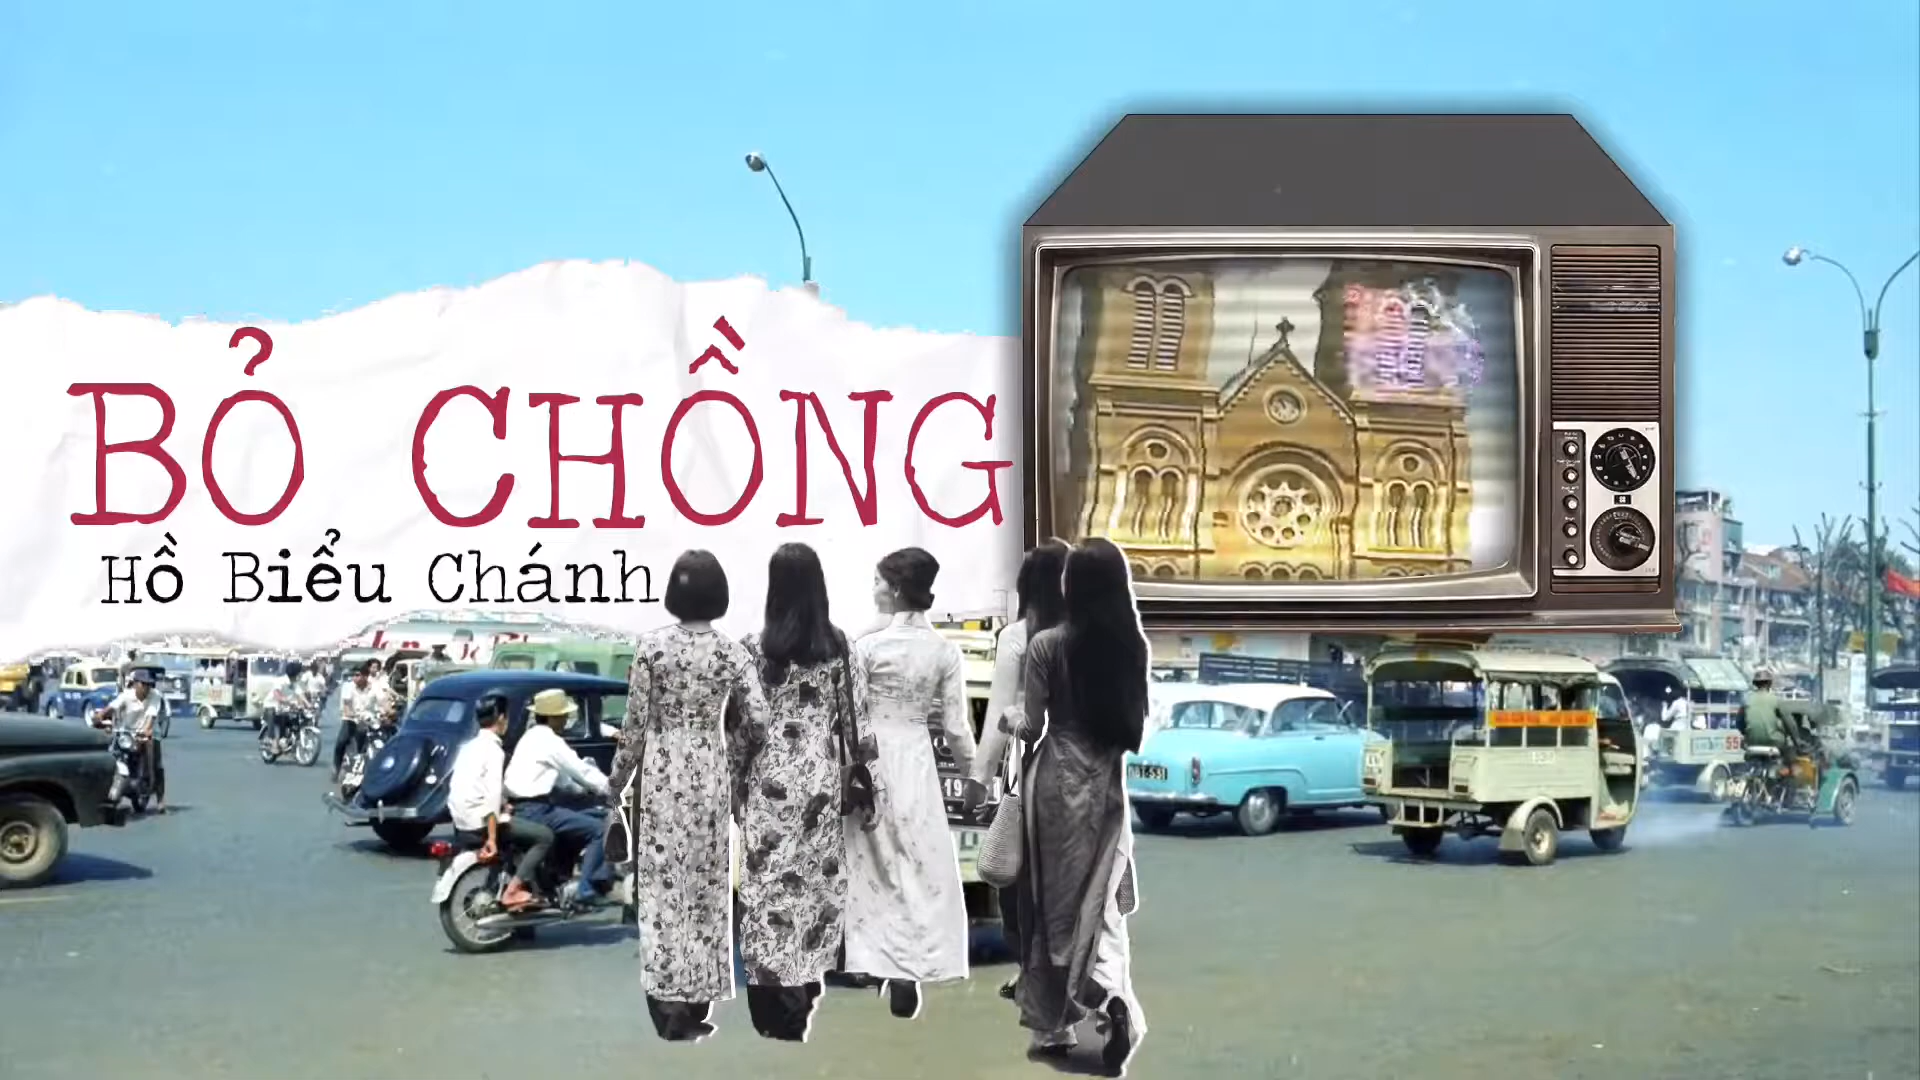 BỎ CHỒNG
Hồ Biểu Chánh